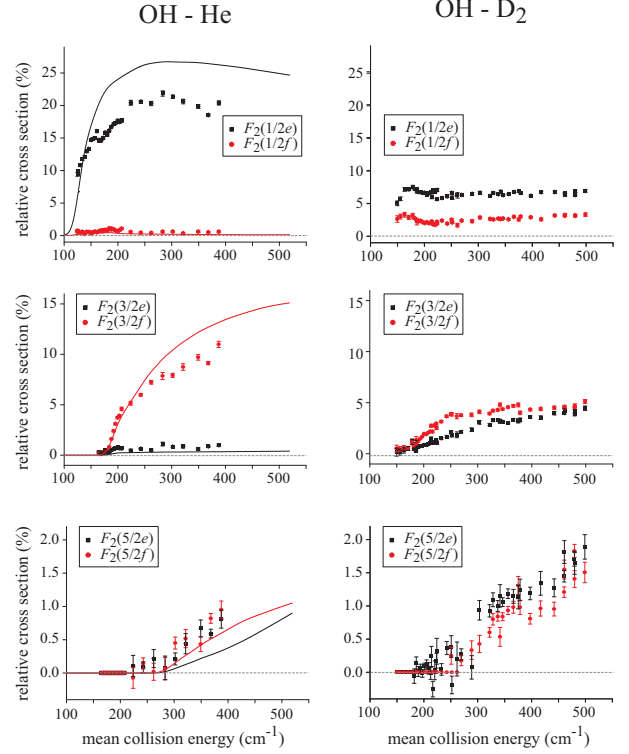 OH - He
OH - D₂
relative cross section (%)
25
20
15
10
5
0
F₂(1/2e)
F₂(1/2f)
100 200 300 400 500
25
20
15
10
5
0
F₂(1/2e)
F₂(1/2f)
100 200 300 400 500
relative cross section (%)
15
10
5
0
F₂(3/2e)
F₂(3/2f)
100 200 300 400 500
15
10
5
0
F₂(3/2e)
F₂(3/2f)
100 200 300 400 500
relative cross section (%)
2.0
1.5
1.0
0.5
0.0
F₂(5/2e)
F₂(5/2f)
100 200 300 400 500
mean collision energy (cm⁻¹)
2.0
1.5
1.0
0.5
0.0
F₂(5/2e)
F₂(5/2f)
100 200 300 400 500
mean collision energy (cm⁻¹)